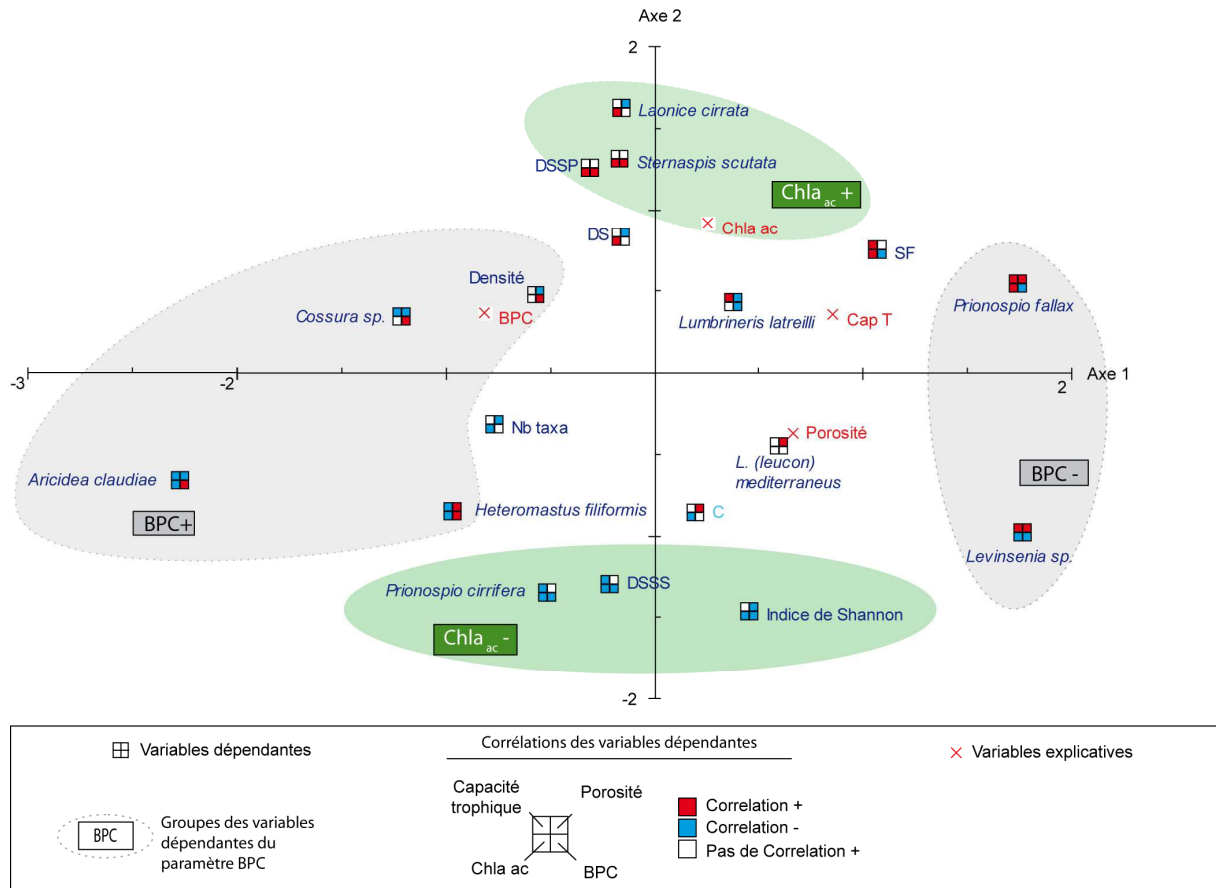 Axe 2
2
Laonice cirrata
DSSP
Sternaspis scutata
Chla ac +
Chla ac
DS
SF
Densité
Prionospio fallax
Cossura sp.
BPC
Lumbrineris latreilli
Cap T
-3
-2
2
Axe 1
Nb taxa
Porosité
L. (leucon)
mediterraneus
Aricidea claudiae
BPC -
BPC+
Heteromastus filiformis
C
Levinsenia sp.
Prionospio cirrifera
DSSS
Indice de Shannon
Chla ac -
-2
Variables dépendantes
Corrélations des variables dépendantes
Variables explicatives
Capacité
trophique
Porosité
Chla ac
BPC
Correlation +
Correlation -
Pas de Correlation +
BPC
Groupes des variables
dépendantes du
paramètre BPC